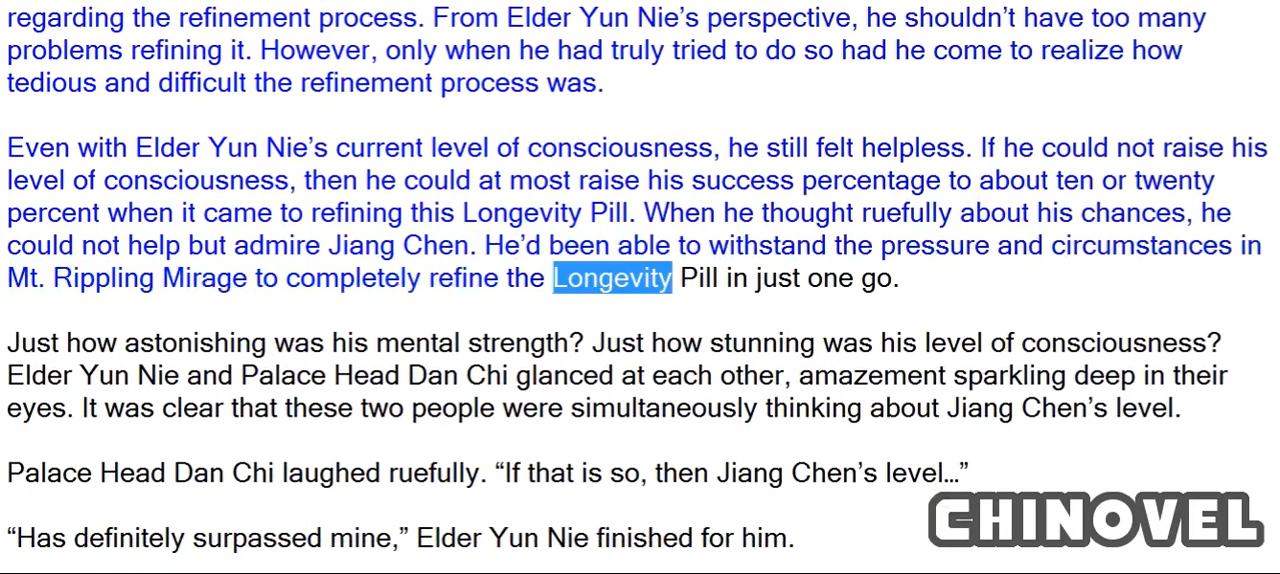 regarding the refinement process. From Elder Yun Nie’s perspective, he shouldn’t have too many
problems refining it. However, only when he had truly tried to do so had he come to realize how
tedious and difficult the refinement process was.
Even with Elder Yun Nie’s current level of consciousness, he still felt helpless. If he could not raise his
level of consciousness, then he could at most raise his success percentage to about ten or twenty
percent when it came to refining this Longevity Pill. When he thought ruefully about his chances, he
could not help but admire Jiang Chen. He’d been able to withstand the pressure and circumstances in
Mt. Rippling Mirage to completely refine the Longevity Pill in just one go.
Just how astonishing was his mental strength? Just how stunning was his level of consciousness?
Elder Yun Nie and Palace Head Dan Chi glanced at each other, amazement sparkling deep in their
eyes. It was clear that these two people were simultaneously thinking about Jiang Chen’s level.
Palace Head Dan Chi laughed ruefully. “If that is so, then Jiang Chen’s level…”
“Has definitely surpassed mine,” Elder Yun Nie finished for him.
CHINOVEL